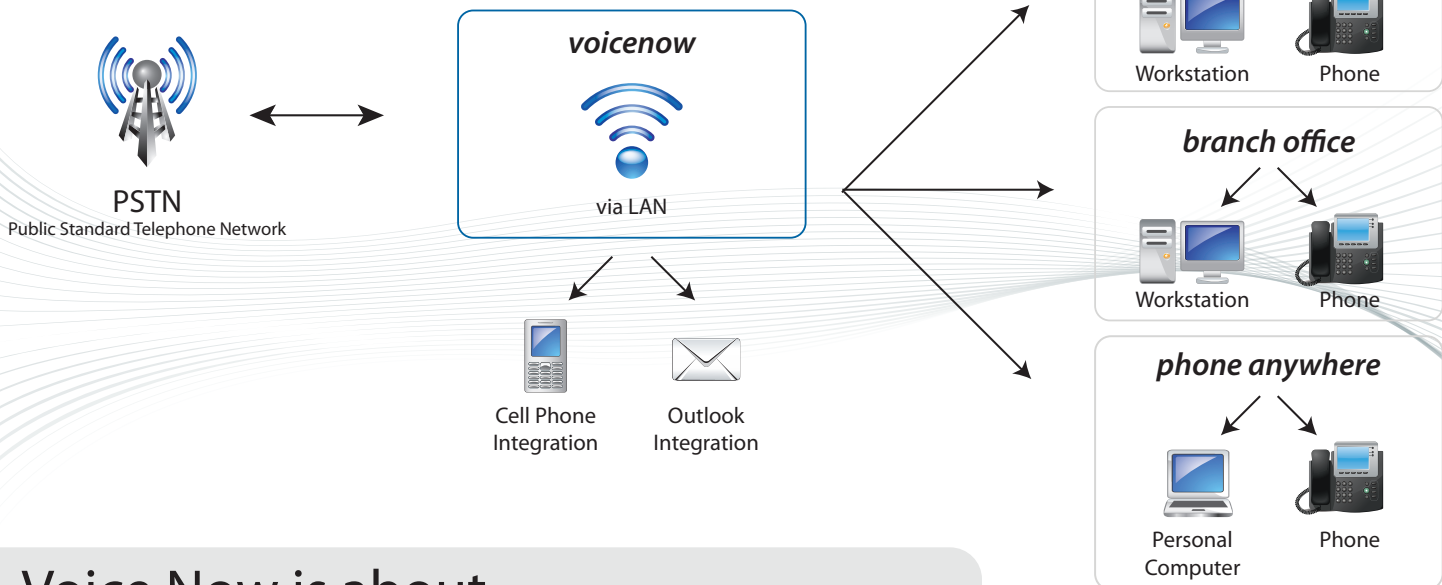 PSTN
Public Standard Telephone Network
voicenow
via LAN
Cell Phone
Integration
Outlook
Integration
Workstation
Phone
branch office
Workstation
Phone
phone anywhere
Personal
Computer
Phone
Voice Now is about